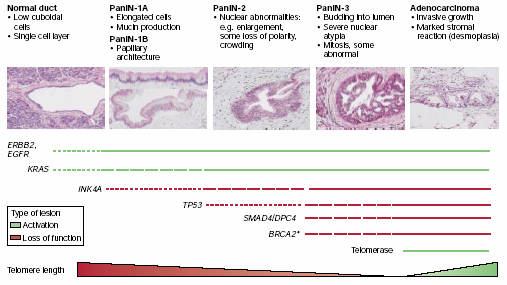 Normal duct
• Low cuboidal
cells
• Single cell layer
PanIN-1A
• Elongated cells
• Mucin production
PanIN-1B
• Papillary
architecture
PanIN-2
• Nuclear abnormalities:
e.g. enlargement,
some loss of polarity,
crowding
PanIN-3
• Budding into lumen
• Severe nuclear
atypia
• Mitosis, some
abnormal
Adenocarcinoma
• Invasive growth
• Marked stromal
reaction (desmoplasia)
ERBB2,
EGFR
KRAS
INK4A
TP53
SMAD4/DPC4
BRCA2*
Telomerase
Type of lesion
Activation
Loss of function
Telomere length